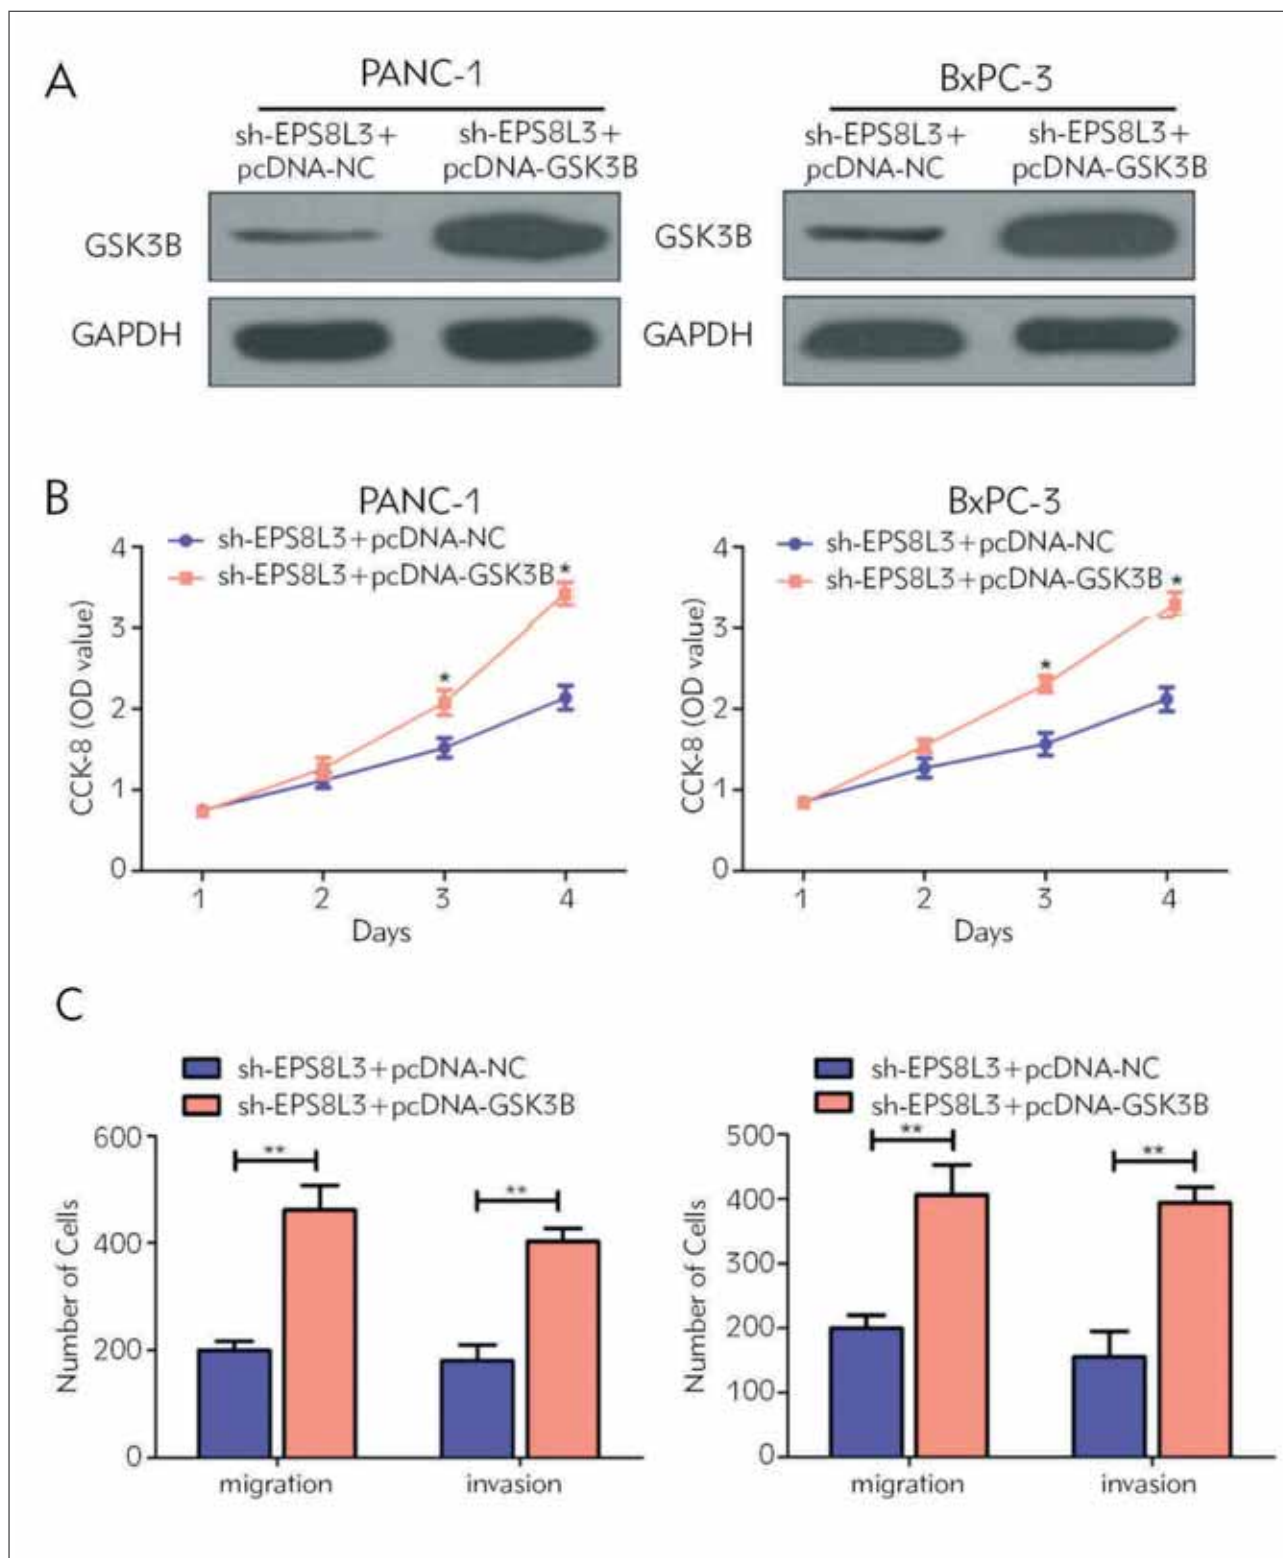 A
PANC-1
BxPC-3
sh-EPS8L3+
pcDNA-NC
sh-EPS8L3+
pcDNA-GSK3B
sh-EPS8L3+
pcDNA-NC
sh-EPS8L3+
pcDNA-GSK3B
GSK3B
GSK3B
GAPDH
GAPDH
B
PANC-1
sh-EPS8L3+pcDNA-NC
sh-EPS8L3+pcDNA-GSK3B
*
*
CCK-8 (OD value)
4
3
2
1
0
1 2 3 4
Days
BxPC-3
sh-EPS8L3+pcDNA-NC
sh-EPS8L3+pcDNA-GSK3B
*
*
CCK-8 (OD value)
4
3
2
1
0
1 2 3 4
Days
C
sh-EPS8L3+pcDNA-NC
sh-EPS8L3+pcDNA-GSK3B
**
**
Number of Cells
600
400
200
0
migration invasion
sh-EPS8L3+pcDNA-NC
sh-EPS8L3+pcDNA-GSK3B
**
**
Number of Cells
500
400
300
200
100
0
migration invasion